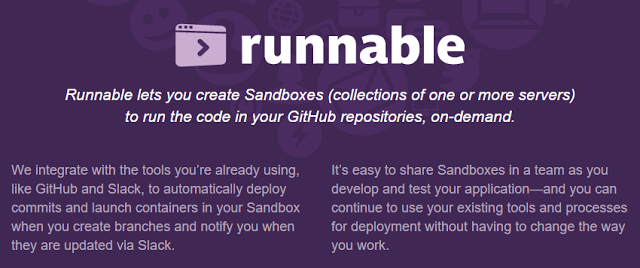 runnable
Runnable lets you create Sandboxes (collections of one or more servers)
to run the code in your GitHub repositories, on-demand.
We integrate with the tools you’re already using,
like GitHub and Slack, to automatically deploy
commits and launch containers in your Sandbox
when you create branches and notify you when
they are updated via Slack.
It’s easy to share Sandboxes in a team as you
develop and test your application—and you can
continue to use your existing tools and processes
for deployment without having to change the way
you work.